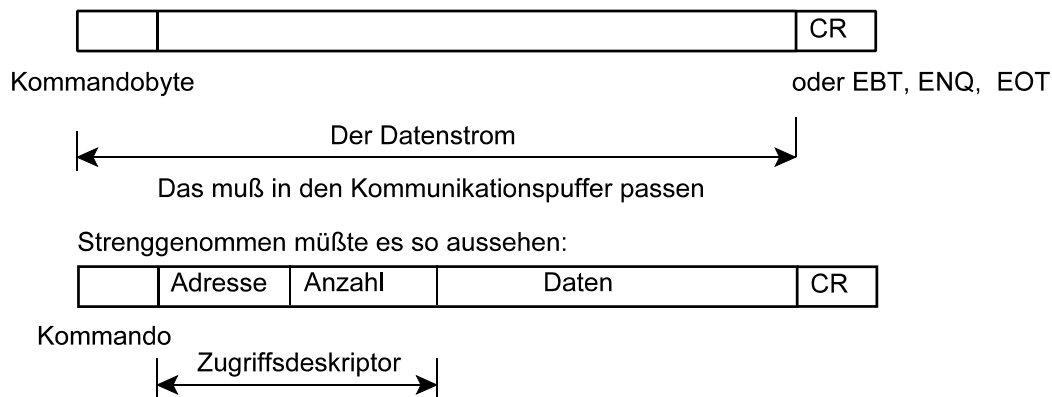 CR
Kommandobyte
oder EBT, ENQ, EOT
Der Datenstrom
Das muß in den Kommunikationspuffer passen
Strenggenommen müßte es so aussehen:
Adresse Anzahl Daten CR
Kommando
Zugriffsdeskriptor